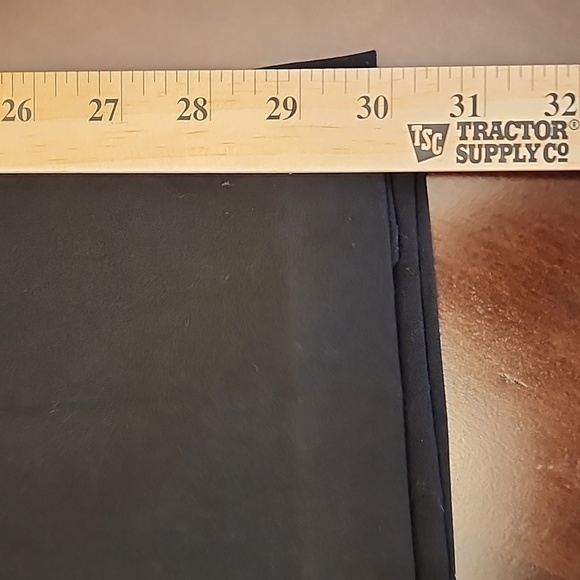 26 27 28 29 30 31 32
TSC TRACTOR®
SUPPLY CO